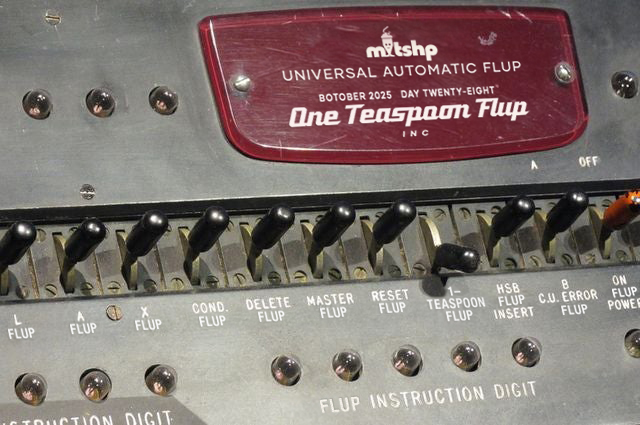 mitshp
UNIVERSAL AUTOMATIC FLUP
BOTOBER 2025 DAY TWENTY-EIGHT
One Teaspoon Flup
INC
A OFF
L FLUP
A FLUP
X FLUP
COND. FLUP
DELETE FLUP
MASTER FLUP
RESET FLUP
1-TEASPOON FLUP
HSB FLUP INSERT
B C.U. ERROR FLUP
ON FLUP POWER
FLUP INSTRUCTION DIGIT
INSTRUCTION DIGIT